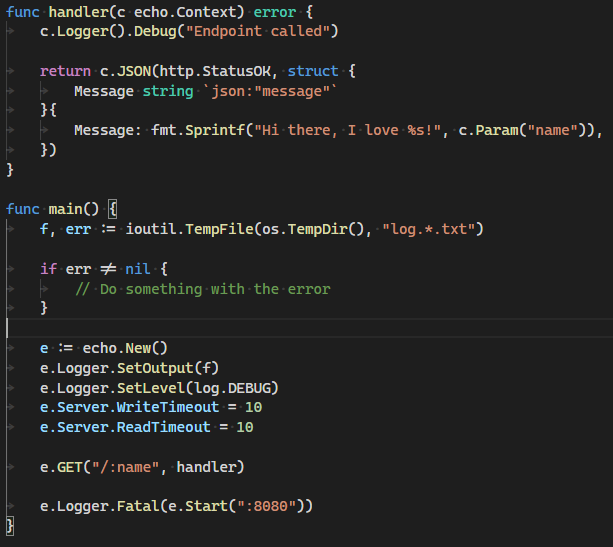 func handler(c echo.Context) error {
    c.Logger().Debug("Endpoint called")
    return c.JSON(http.StatusOK, struct {
        Message string `json:"message"`
    }{
        Message: fmt.Sprintf("Hi there, I love %s!", c.Param("name")),
    })
}
func main() {
    f, err := ioutil.TempFile(os.TempDir(), "log.*.txt")
    if err != nil {
        // Do something with the error
    }
    e := echo.New()
    e.Logger.SetOutput(f)
    e.Logger.SetLevel(log.DEBUG)
    e.Server.WriteTimeout = 10
    e.Server.ReadTimeout = 10
    e.GET("/:name", handler)
    e.Logger.Fatal(e.Start(":8080"))
}